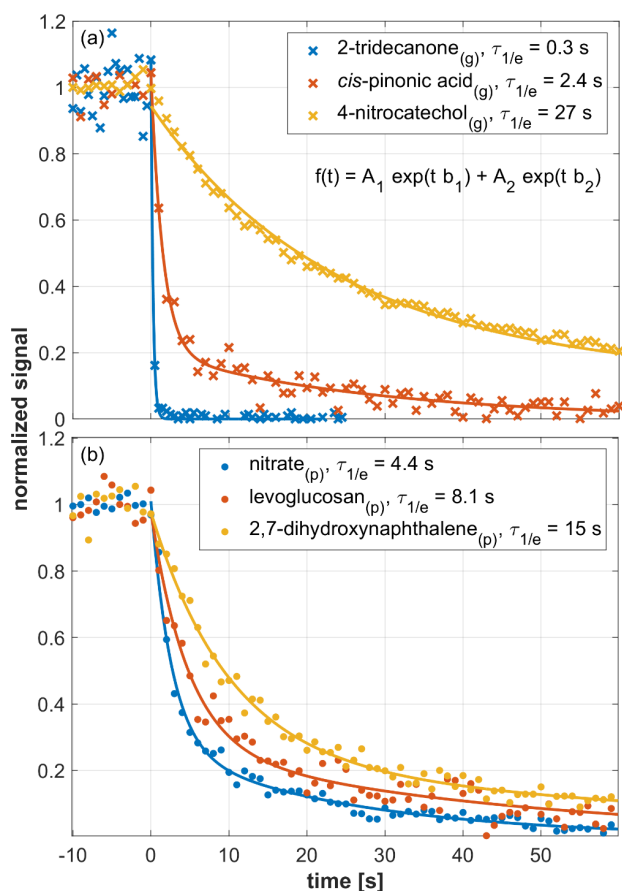 (a)
2-tridecanone(g), τ1/e = 0.3 s
cis-pinonic acid(g), τ1/e = 2.4 s
4-nitrocatechol(g), τ1/e = 27 s
f(t) = A1 exp(t b1) + A2 exp(t b2)
1.2
1
0.8
0.6
0.4
0.2
0
normalized signal
(b)
nitrate(p), τ1/e = 4.4 s
levoglucosan(p), τ1/e = 8.1 s
2,7-dihydroxynaphthalene(p), τ1/e = 15 s
1.2
1
0.8
0.6
0.4
0.2
-10 0 10 20 30 40 50
time [s]